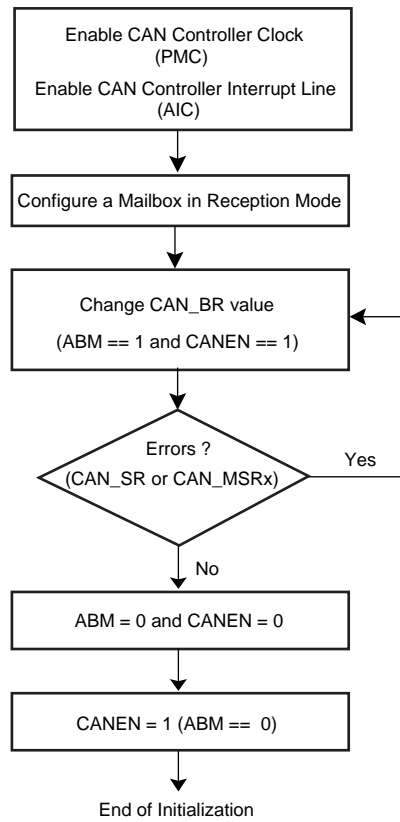 Enable CAN Controller Clock
(PMC)
Enable CAN Controller Interrupt Line
(AIC)
Configure a Mailbox in Reception Mode
Change CAN_BR value
(ABM == 1 and CANEN == 1)
Errors ?
(CAN_SR or CAN_MSRx)
Yes
No
ABM = 0 and CANEN = 0
CANEN = 1 (ABM == 0)
End of Initialization